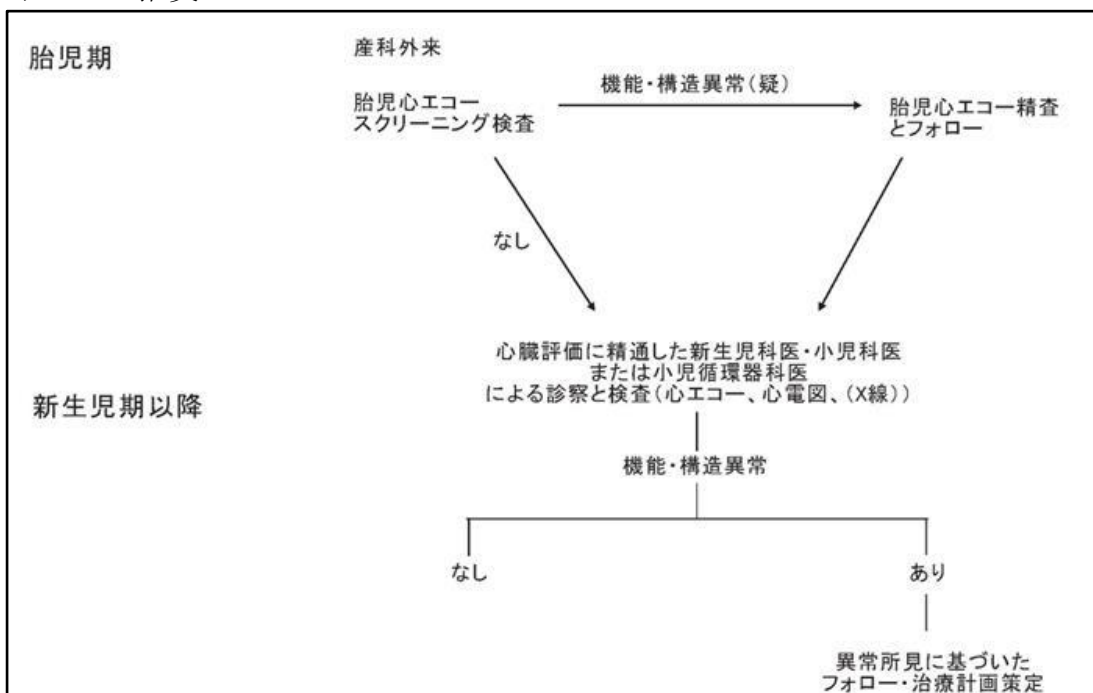 胎児期
産科外来
胎児心エコー
スクリーニング検査
機能・構造異常(疑)
胎児心エコー精査
とフォロー
なし
新生児期以降
心臓評価に精通した新生児科医・小児科医
または小児循環器科医
による診察と検査(心エコー、心電図、(X線))
機能・構造異常
なし
あり
異常所見に基づいた
フォロー・治療計画策定